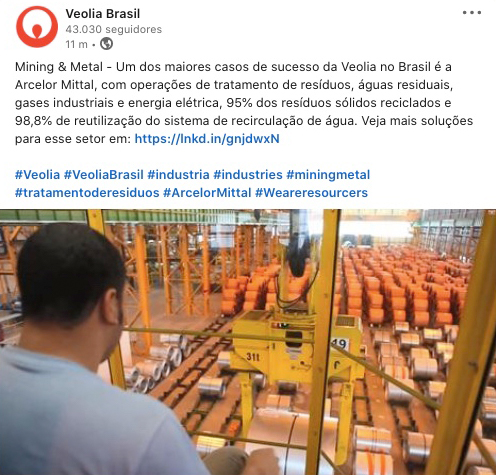 Veolia Brasil
43.030 seguidores
11 m •
Mining & Metal - Um dos maiores casos de sucesso da Veolia no Brasil é a
Arcelor Mittal, com operações de tratamento de resíduos, águas residuais,
gases industriais e energia elétrica, 95% dos resíduos sólidos reciclados e
98,8% de reutilização do sistema de recirculação de água. Veja mais soluções
para esse setor em: https://lnkd.in/gnjdwxN
#Veolia #VeoliaBrasil #industria #industries #miningmetal
#tratamentoderesiduos #ArcelorMittal #Weareresourcers
311
19